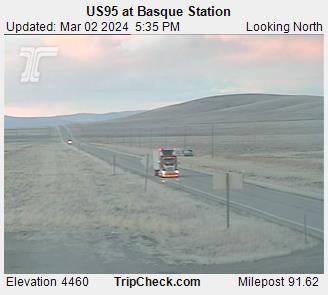 US95 at Basque Station
Updated: Mar 02 2024 5:35 PM Looking North
Elevation 4460 TripCheck.com Milepost 91.62